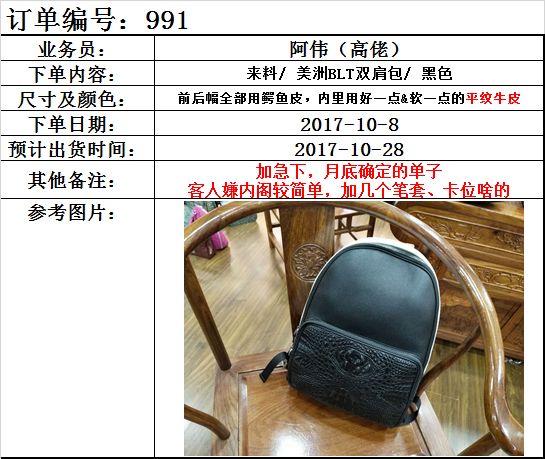 订单编号：991
业务员： 阿伟（高佬）
下单内容： 来料/ 美洲BLT双肩包/ 黑色
尺寸及颜色： 前后幅全部用鳄鱼皮，内里用好一点&软一点的平纹牛皮
下单日期： 2017-10-8
预计出货时间： 2017-10-28
其他备注： 加急下，月底确定的单子
客人嫌内阁较简单，加几个笔套、卡位啥的
参考图片：